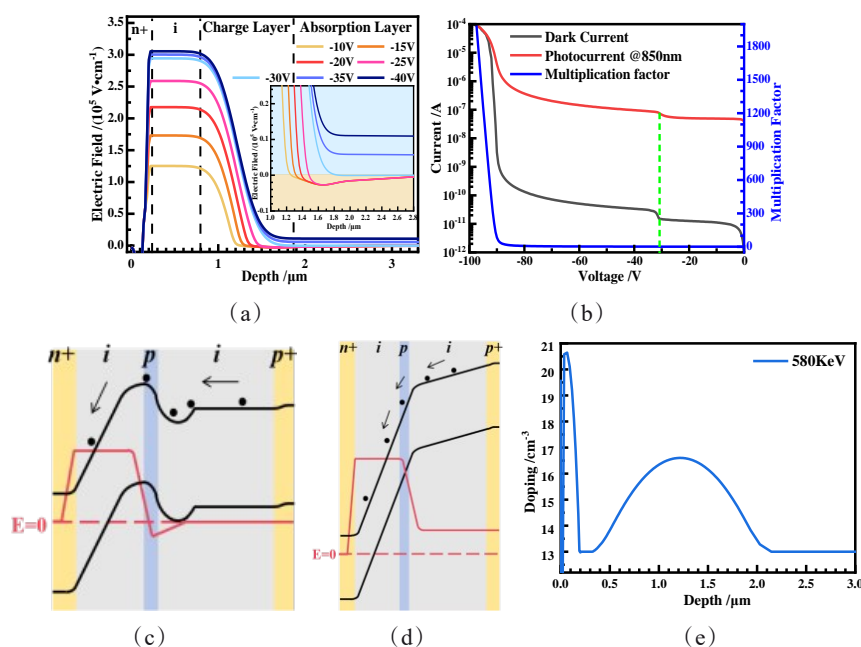 (a)
n+ i Charge Layer Absorption Layer
-10V -15V
-20V -25V
-30V -35V -40V
Electric Field /(10⁵ V•cm⁻¹)
3.5
3.0
2.5
2.0
1.5
1.0
0.5
0.0
0 1 2 3
Depth /μm
Electric Filed /(10⁵ V•cm⁻¹)
0.2
0.1
0.0
-0.1
1.0 1.2 1.4 1.6 1.8 2.0 2.2 2.4 2.6 2.8
Depth /μm
(a)
(b)
Dark Current
Photocurrent @850nm
Multiplication factor
Current /A
10⁻⁴
10⁻⁵
10⁻⁶
10⁻⁷
10⁻⁸
10⁻⁹
10⁻¹⁰
10⁻¹¹
10⁻¹²
-100 -80 -60 -40 -20 0
Voltage /V
1800
1500
1200
900
600
300
0
Multiplication Factor
(b)
n+ i p i p+
E=0
(c)
n+ i p i p+
E=0
(d)
(e)
580KeV
Doping /cm⁻³
21
20
19
18
17
16
15
14
13
0.0 0.5 1.0 1.5 2.0 2.5 3.0
Depth /μm
(e)